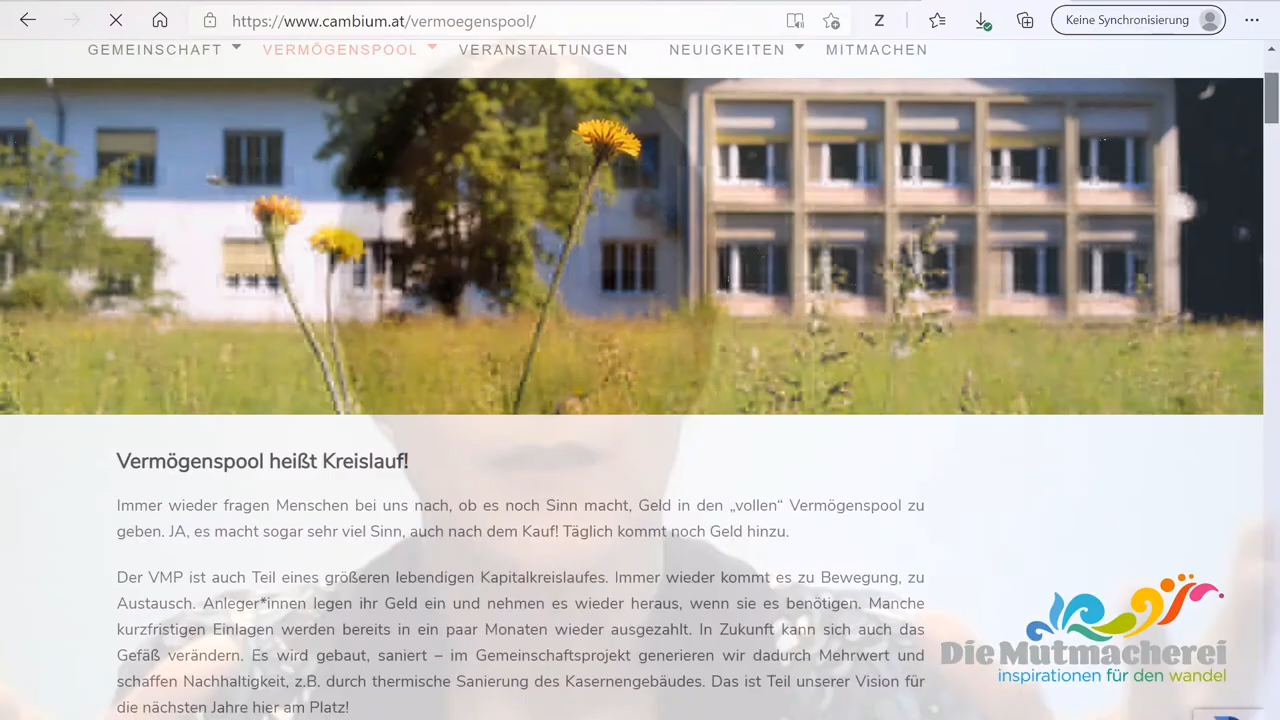 https://www.cambium.at/vermoegenspool/
Z
Keine Synchronisierung
GEMEINSCHAFT VERMÖGENSPOOL VERANSTALTUNGEN NEUIGKEITEN MITMACHEN
Vermögenspool heißt Kreislauf!
Immer wieder fragen Menschen bei uns nach, ob es noch Sinn macht, Geld in den „vollen“ Vermögenspool zu
geben. JA, es macht sogar sehr viel Sinn, auch nach dem Kauf! Täglich kommt noch Geld hinzu.
Der VMP ist auch Teil eines größeren lebendigen Kapitalkreislaufes. Immer wieder kommt es zu Bewegung, zu
Austausch. Anleger*innen legen ihr Geld ein und nehmen es wieder heraus, wenn sie es benötigen. Manche
kurzfristigen Einlagen werden bereits in ein paar Monaten wieder ausgezahlt. In Zukunft kann sich auch das
Gefäß verändern. Es wird gebaut, saniert – im Gemeinschaftsprojekt generieren wir dadurch Mehrwert und
schaffen Nachhaltigkeit, z.B. durch thermische Sanierung des Kasernengebäudes. Das ist Teil unserer Vision für
die nächsten Jahre hier am Platz!
Die Mutmacherei
inspirationen für den wandel